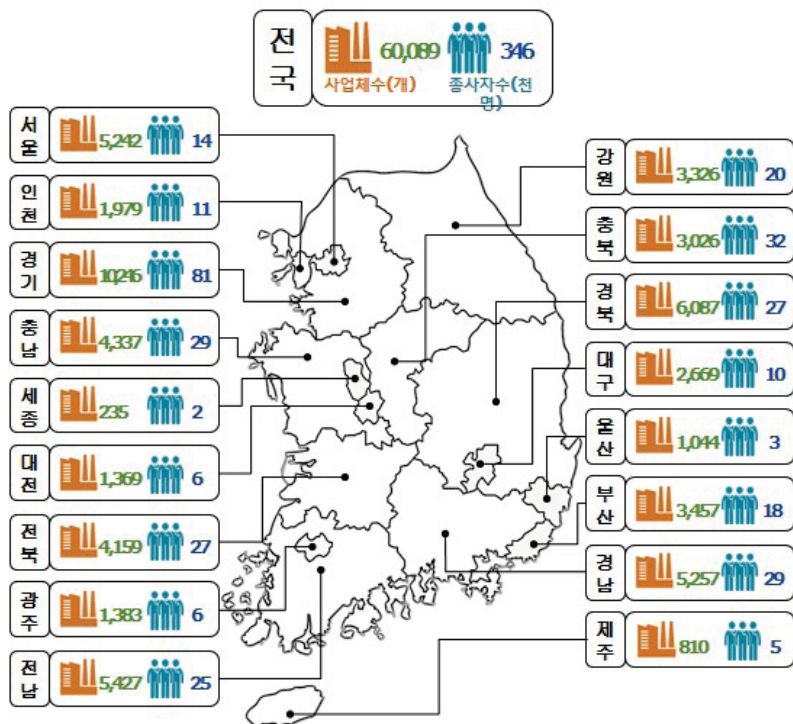 전국
60,089 346
사업체수(개) 종사자수(천명)
서울 5,242 14
인천 1,979 11
경기 10,246 81
충남 4,337 29
세종 235 2
대전 1,369 6
전북 4,159 27
광주 1,383 6
전남 5,427 25
강원 3,326 20
충북 3,026 32
경북 6,087 27
대구 2,669 10
울산 1,044 3
부산 3,457 18
경남 5,257 29
제주 810 5